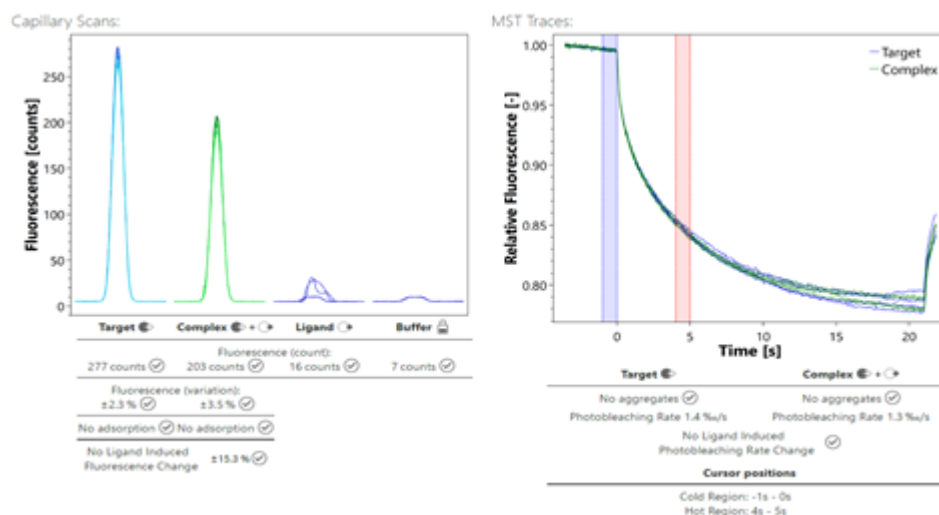 Capillary Scans:
Fluorescence [counts]
250
200
150
100
50
0
Target Complex + Ligand Buffer
Fluorescence (count):
277 counts 203 counts 16 counts 7 counts
Fluorescence (variation):
±2.3 % ±3.5 %
No adsorption No adsorption
No Ligand Induced
Fluorescence Change
±15.3 %
MST Traces:
Relative Fluorescence [-]
1.00
0.95
0.90
0.85
0.80
Target
Complex
0 5 10 15 20
Time [s]
Target Complex +
No aggregates No aggregates
Photobleaching Rate 1.4 ‰/s Photobleaching Rate 1.3 ‰/s
No Ligand Induced
Photobleaching Rate Change
Cursor positions
Cold Region: -1s - 0s
Hot Region: 4s - 5s